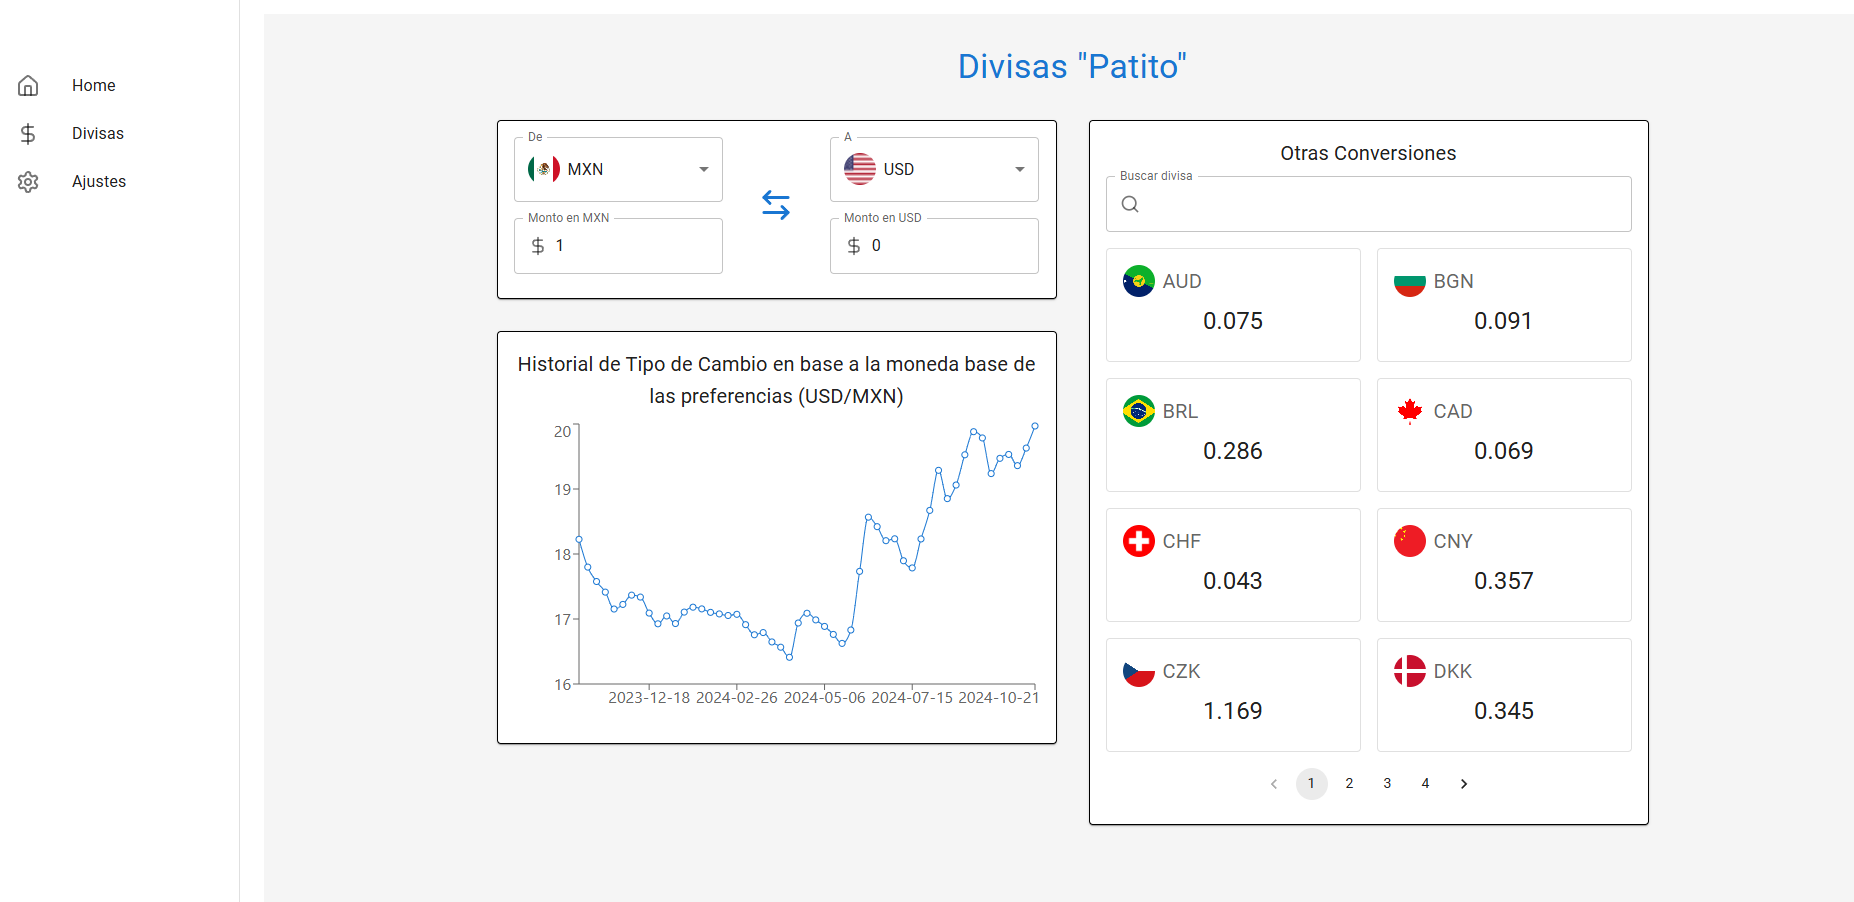 Home
Divisas
Ajustes
Divisas "Patito"
De
MXN
A
USD
Monto en MXN
$ 1
Monto en USD
$ 0
Historial de Tipo de Cambio en base a la moneda base de
las preferencias (USD/MXN)
20
19
18
17
16
2023-12-18 2024-02-26 2024-05-06 2024-07-15 2024-10-21
Otras Conversiones
Buscar divisa
AUD
0.075
BGN
0.091
BRL
0.286
CAD
0.069
CHF
0.043
CNY
0.357
CZK
1.169
DKK
0.345
1 2 3 4